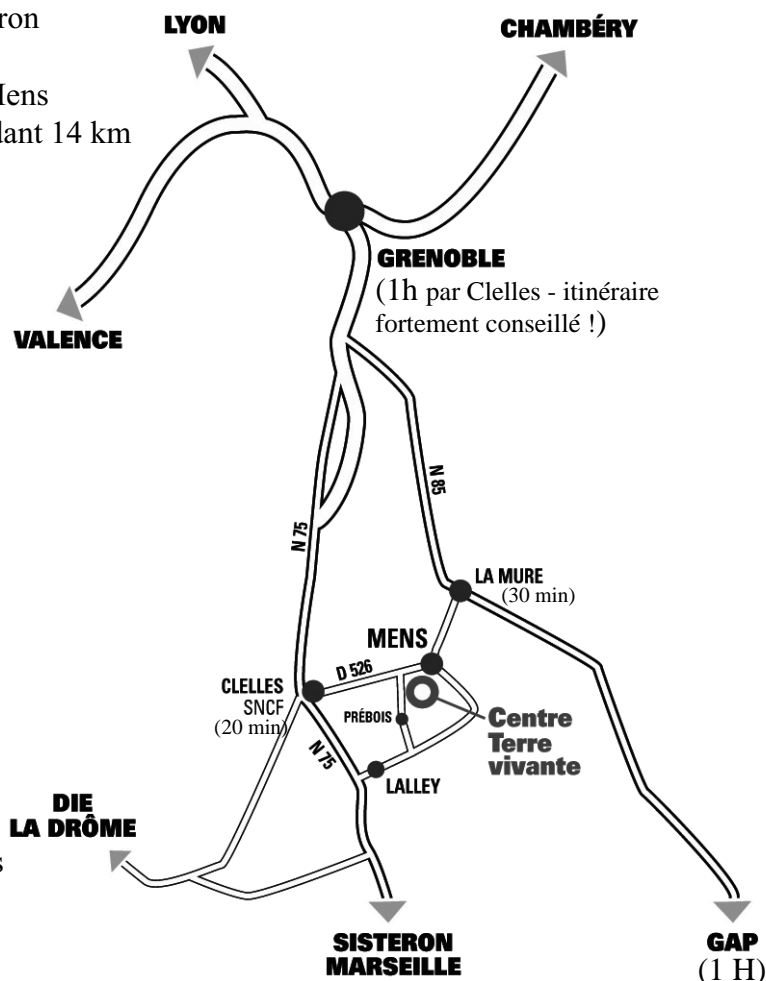 ron
LYON
CHAMBÉRY
Mens
dant 14 km
GRENOBLE
(1h par Clelles - itinéraire
fortement conseillé !)
VALENCE
N 85
N 75
LA MURE
(30 min)
MENS
D 526
CLELLES
SNCF
(20 min)
PRÉBOIS
Centre
Terre
vivante
N 75
LALLEY
DIE
LA DRÔME
s
SISTERON
MARSEILLE
GAP
(1 H)